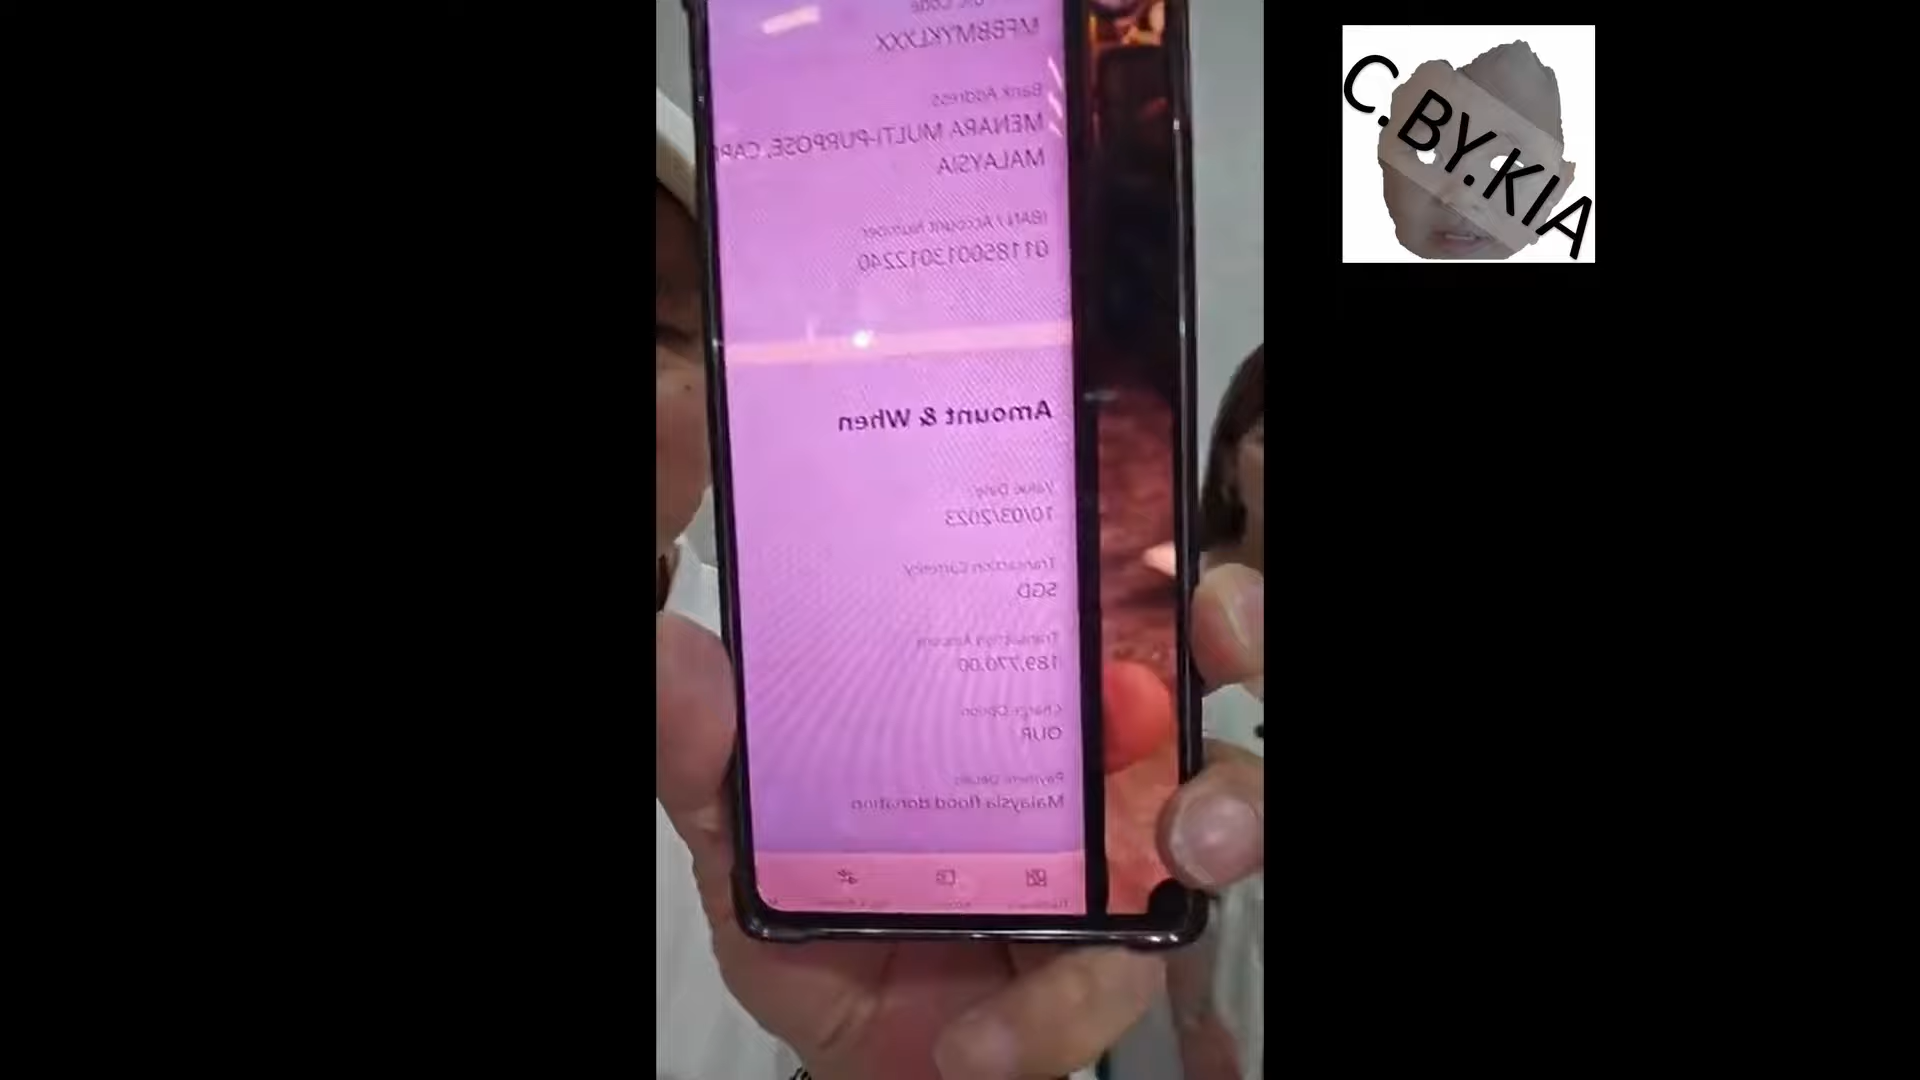 MFBBMYKLXXX
Bank Address
MENARA MULTI-PURPOSE, CAP
MALAYSIA
IBAN / Account Number
011850013012240
Amount & When
Value Date
10/03/2023
Transaction Currency
SGD
Transaction Amount
189,770.00
Charge Option
OUR
Payment Details
Malaysia flood donation
C.BY.KIA